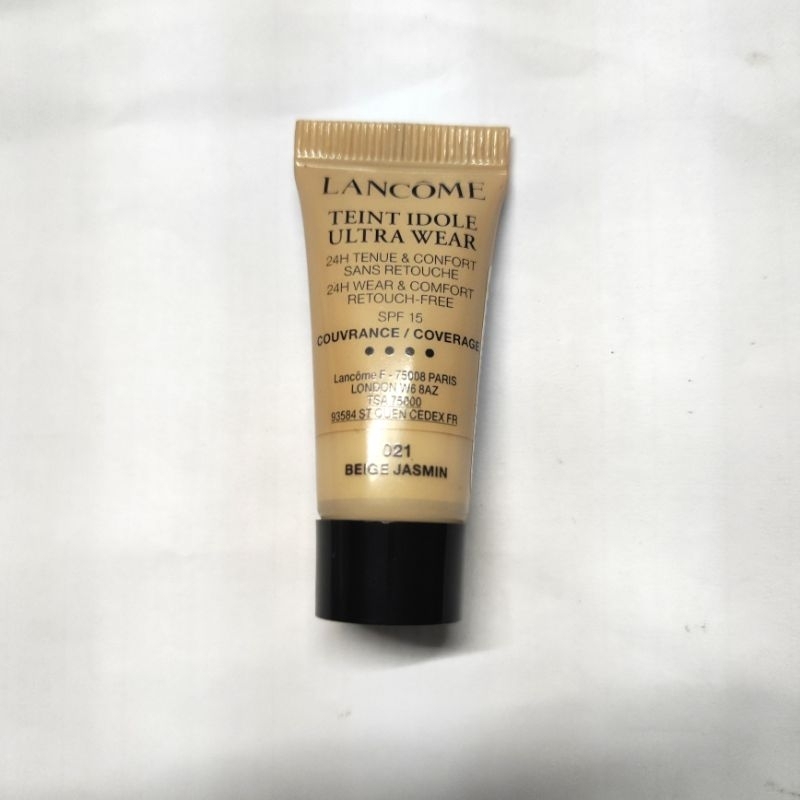 LANCÔME
TEINT IDOLE
ULTRA WEAR
24H TENUE & CONFORT
SANS RETOUCHE
24H WEAR & COMFORT
RETOUCH-FREE
SPF 15
COUVRANCE / COVERAGE
Lancôme F - 75008 PARIS
LONDON W6 8AZ
TSA 75000
93584 ST OUEN CEDEX FR
021
BEIGE JASMIN